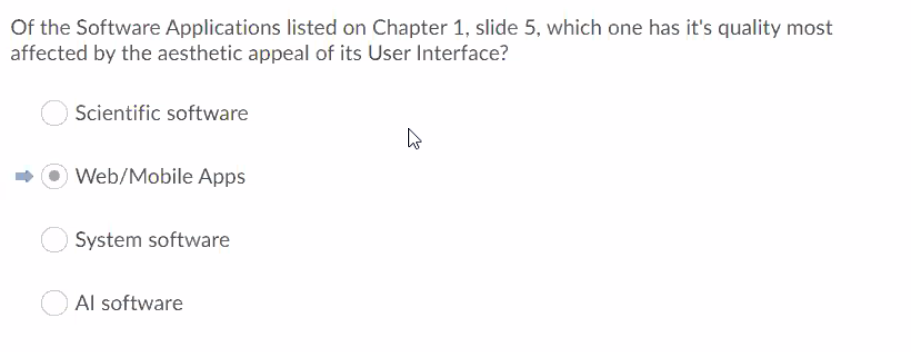 Of the Software Applications listed on Chapter 1, slide 5, which one has it's quality most
affected by the aesthetic appeal of its User Interface?
Scientific software
Web/Mobile Apps
System software
AI software